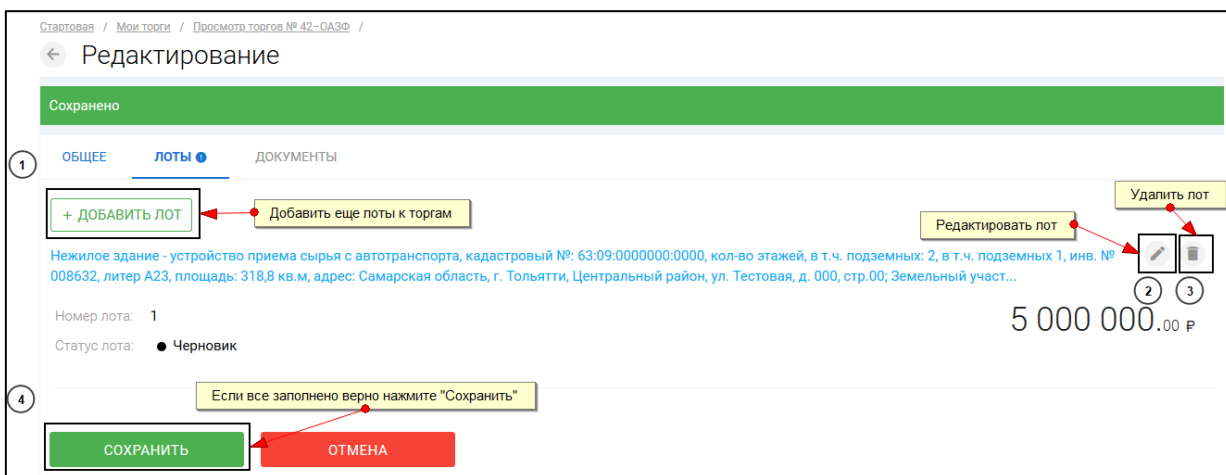 Стартовая / Мои торги / Просмотр торгов № 42–ОАЗФ /
Редактирование
Сохранено
1
ОБЩЕЕ ЛОТЫ 1 ДОКУМЕНТЫ
Удалить лот
+ ДОБАВИТЬ ЛОТ
Добавить еще лоты к торгам
Редактировать лот
Нежилое здание - устройство приема сырья с автотранспорта, кадастровый №: 63:09:0000000:0000, кол-во этажей, в т.ч. подземных: 2, в т.ч. подземных 1, инв. №
008632, литер А23, площадь: 318,8 кв.м, адрес: Самарская область, г. Тольятти, Центральный район, ул. Тестовая, д. 000, стр.00; Земельный участ...
2 3
Номер лота: 1
5 000 000.00 ₽
Статус лота: Черновик
4
Если все заполнено верно нажмите "Сохранить"
СОХРАНИТЬ ОТМЕНА